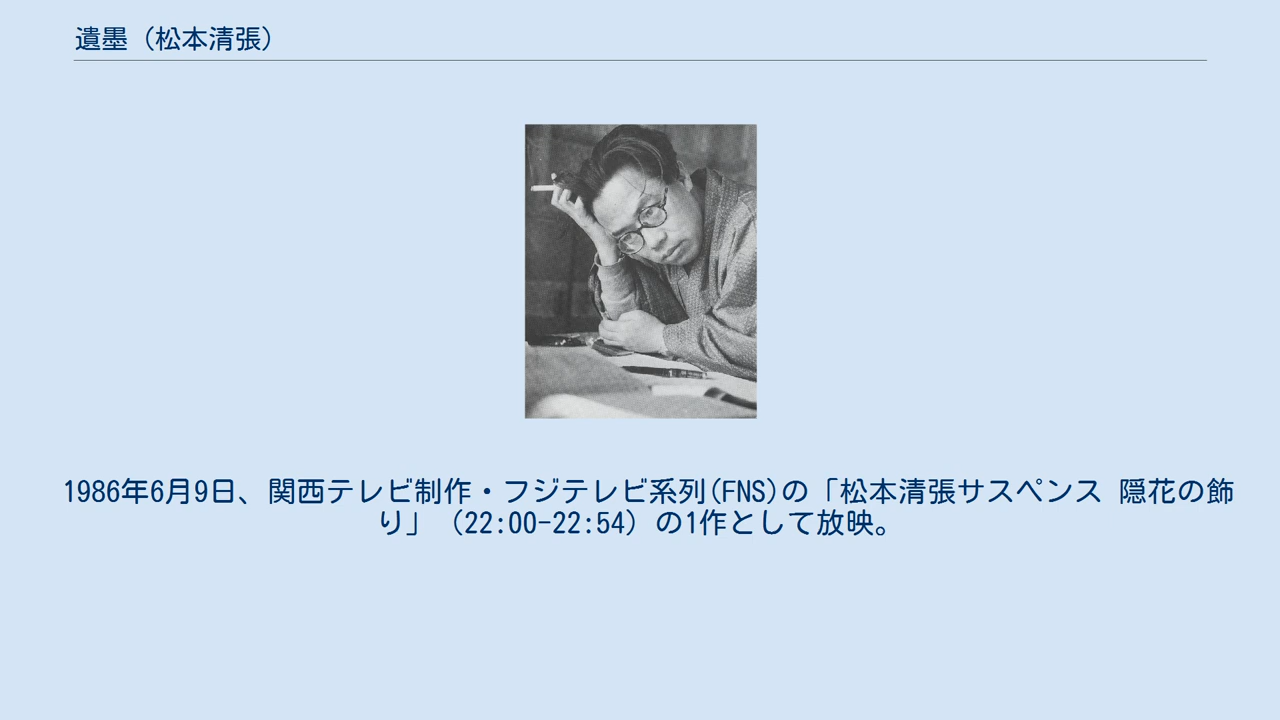 遺墨（松本清張）
1986年6月9日、関西テレビ制作・フジテレビ系列(FNS)の「松本清張サスペンス 隠花の飾
り」（22:00-22:54）の1作として放映。